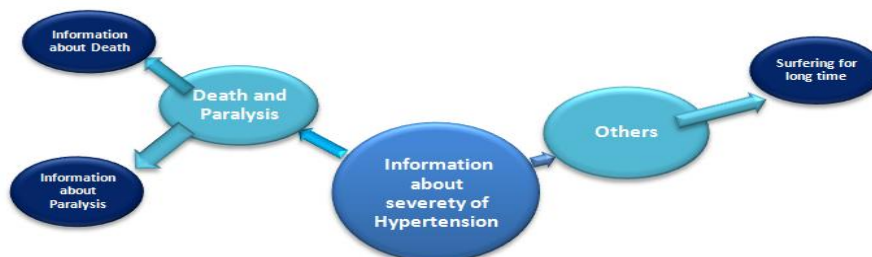 Information
about Death
Death and
Paralysis
Information
about
Paralysis
Information
about
severety of
Hypertension
Others
Surfering for
long time